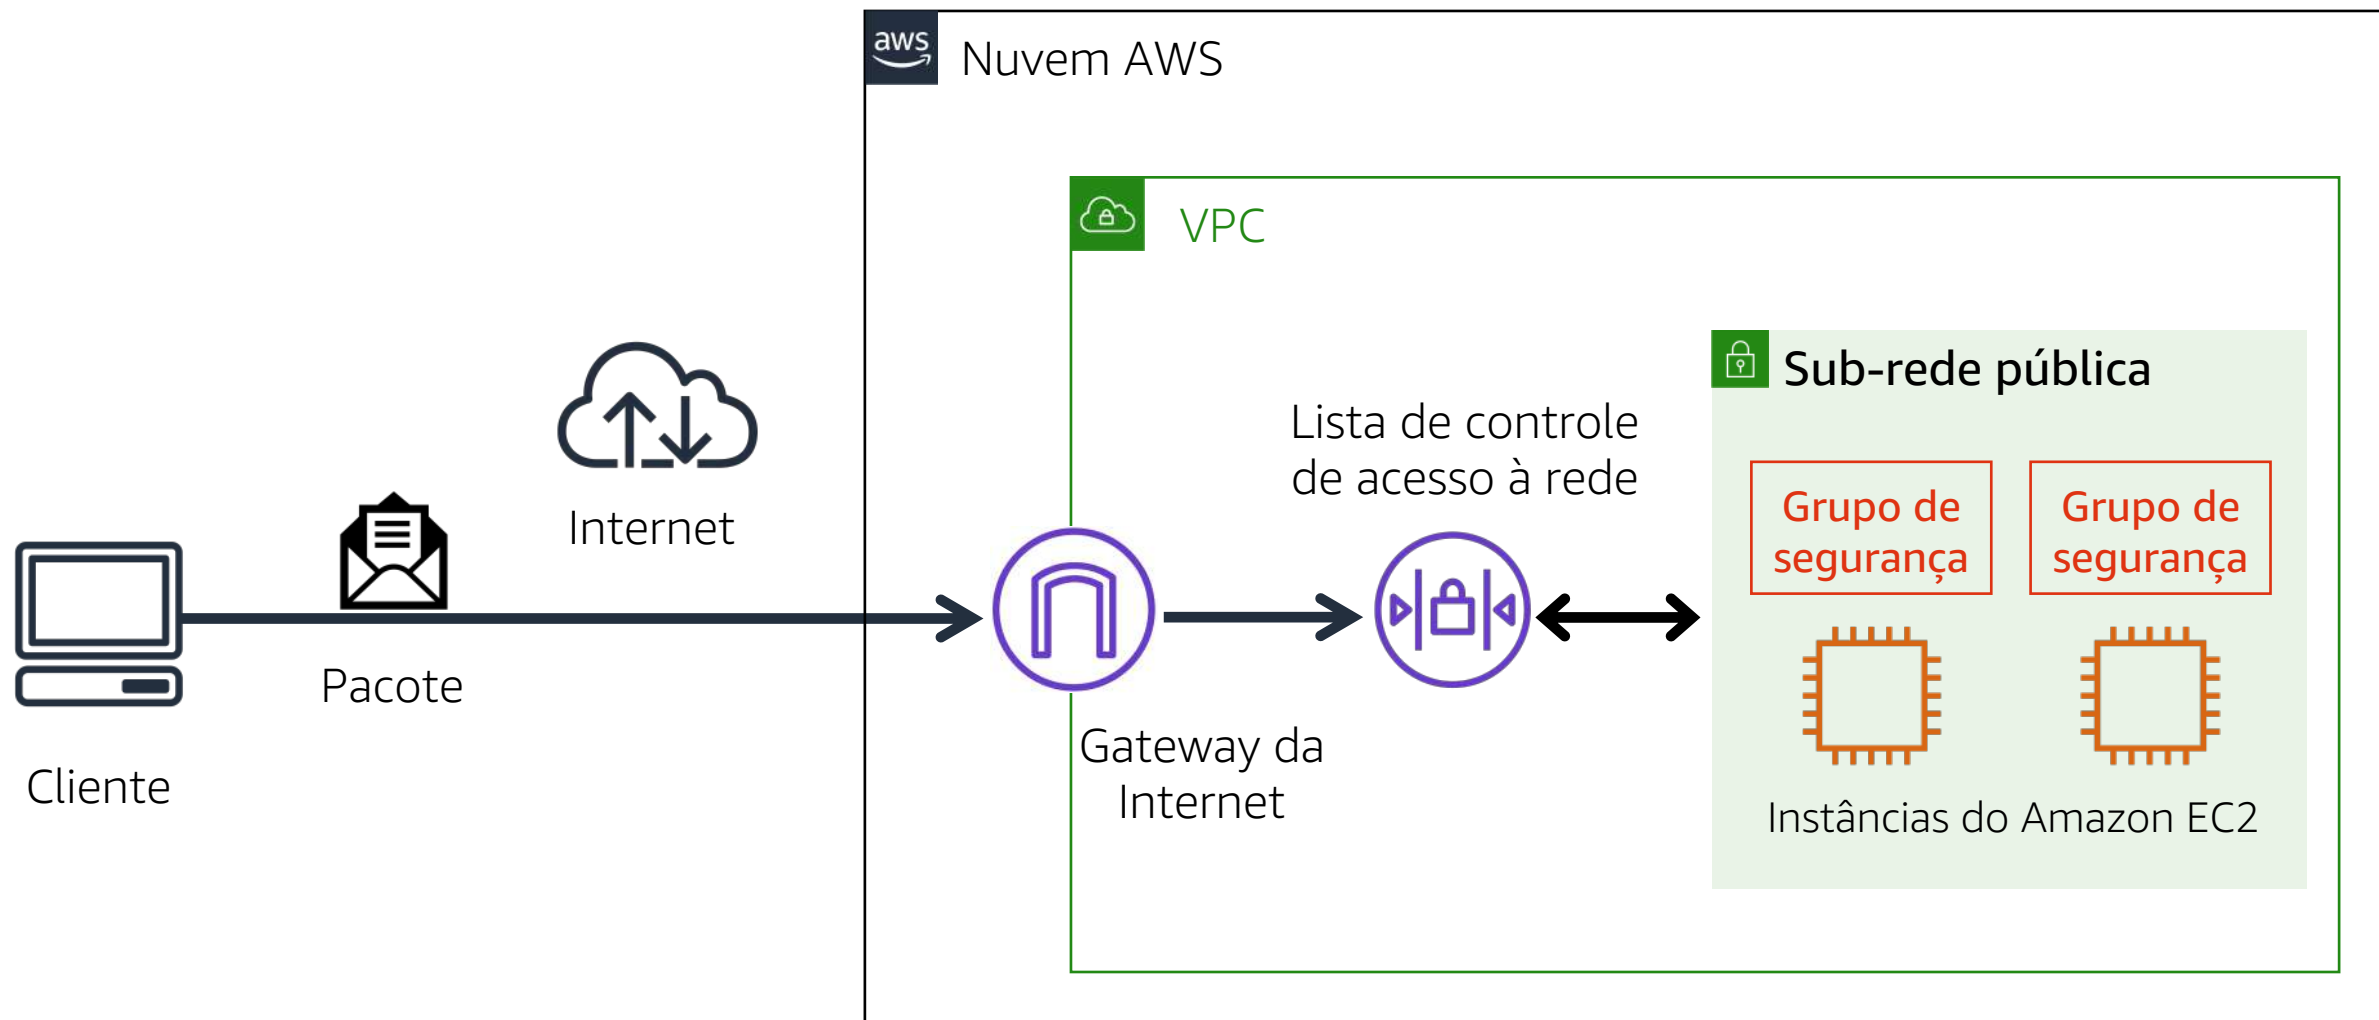 aws
Nuvem AWS
VPC
Sub-rede pública
Lista de controle
de acesso à rede
Grupo de
segurança
Grupo de
segurança
Internet
Pacote
Cliente
Gateway da
Internet
Instâncias do Amazon EC2